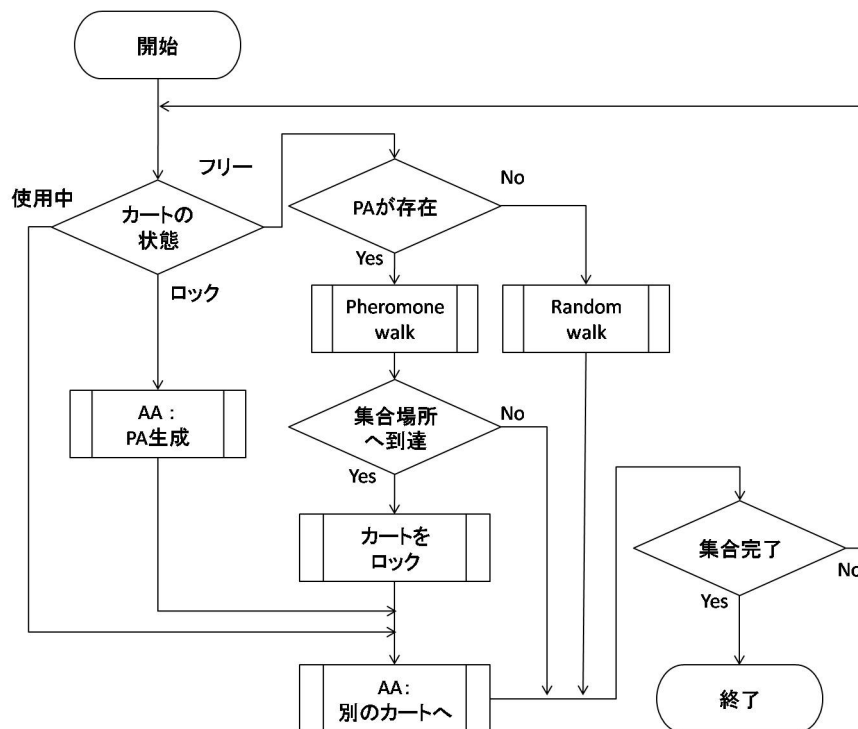 開始
フリー
使用中
カートの
状態
ロック
PAが存在
No
Yes
Pheromone
walk
Random
walk
AA：
PA生成
集合場所
へ到達
No
Yes
カートを
ロック
集合完了
No
Yes
AA：
別のカートへ
終了